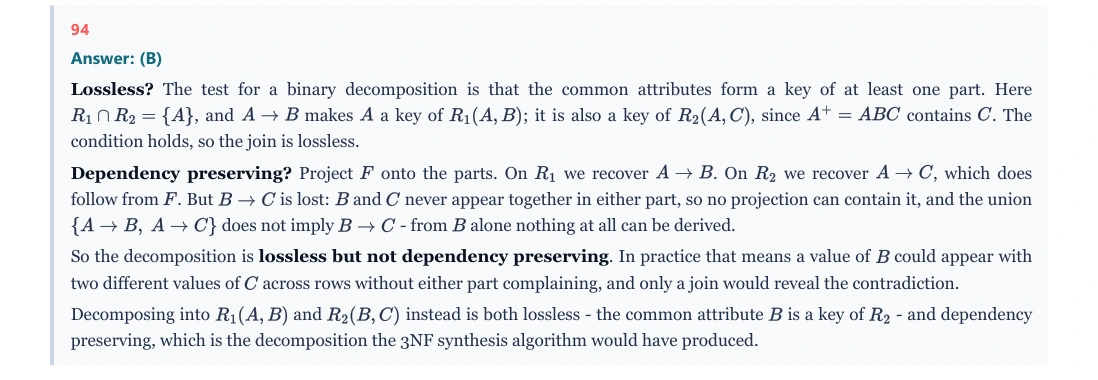 94
Answer: (B)
Lossless? The test for a binary decomposition is that the common attributes form a key of at least one part. Here
R₁ ∩ R₂ = {A}, and A → B makes A a key of R₁(A, B); it is also a key of R₂(A, C), since A⁺ = ABC contains C. The
condition holds, so the join is lossless.
Dependency preserving? Project F onto the parts. On R₁ we recover A → B. On R₂ we recover A → C, which does
follow from F. But B → C is lost: B and C never appear together in either part, so no projection can contain it, and the union
{A → B, A → C} does not imply B → C - from B alone nothing at all can be derived.
So the decomposition is lossless but not dependency preserving. In practice that means a value of B could appear with
two different values of C across rows without either part complaining, and only a join would reveal the contradiction.
Decomposing into R₁(A, B) and R₂(B, C) instead is both lossless - the common attribute B is a key of R₂ - and dependency
preserving, which is the decomposition the 3NF synthesis algorithm would have produced.